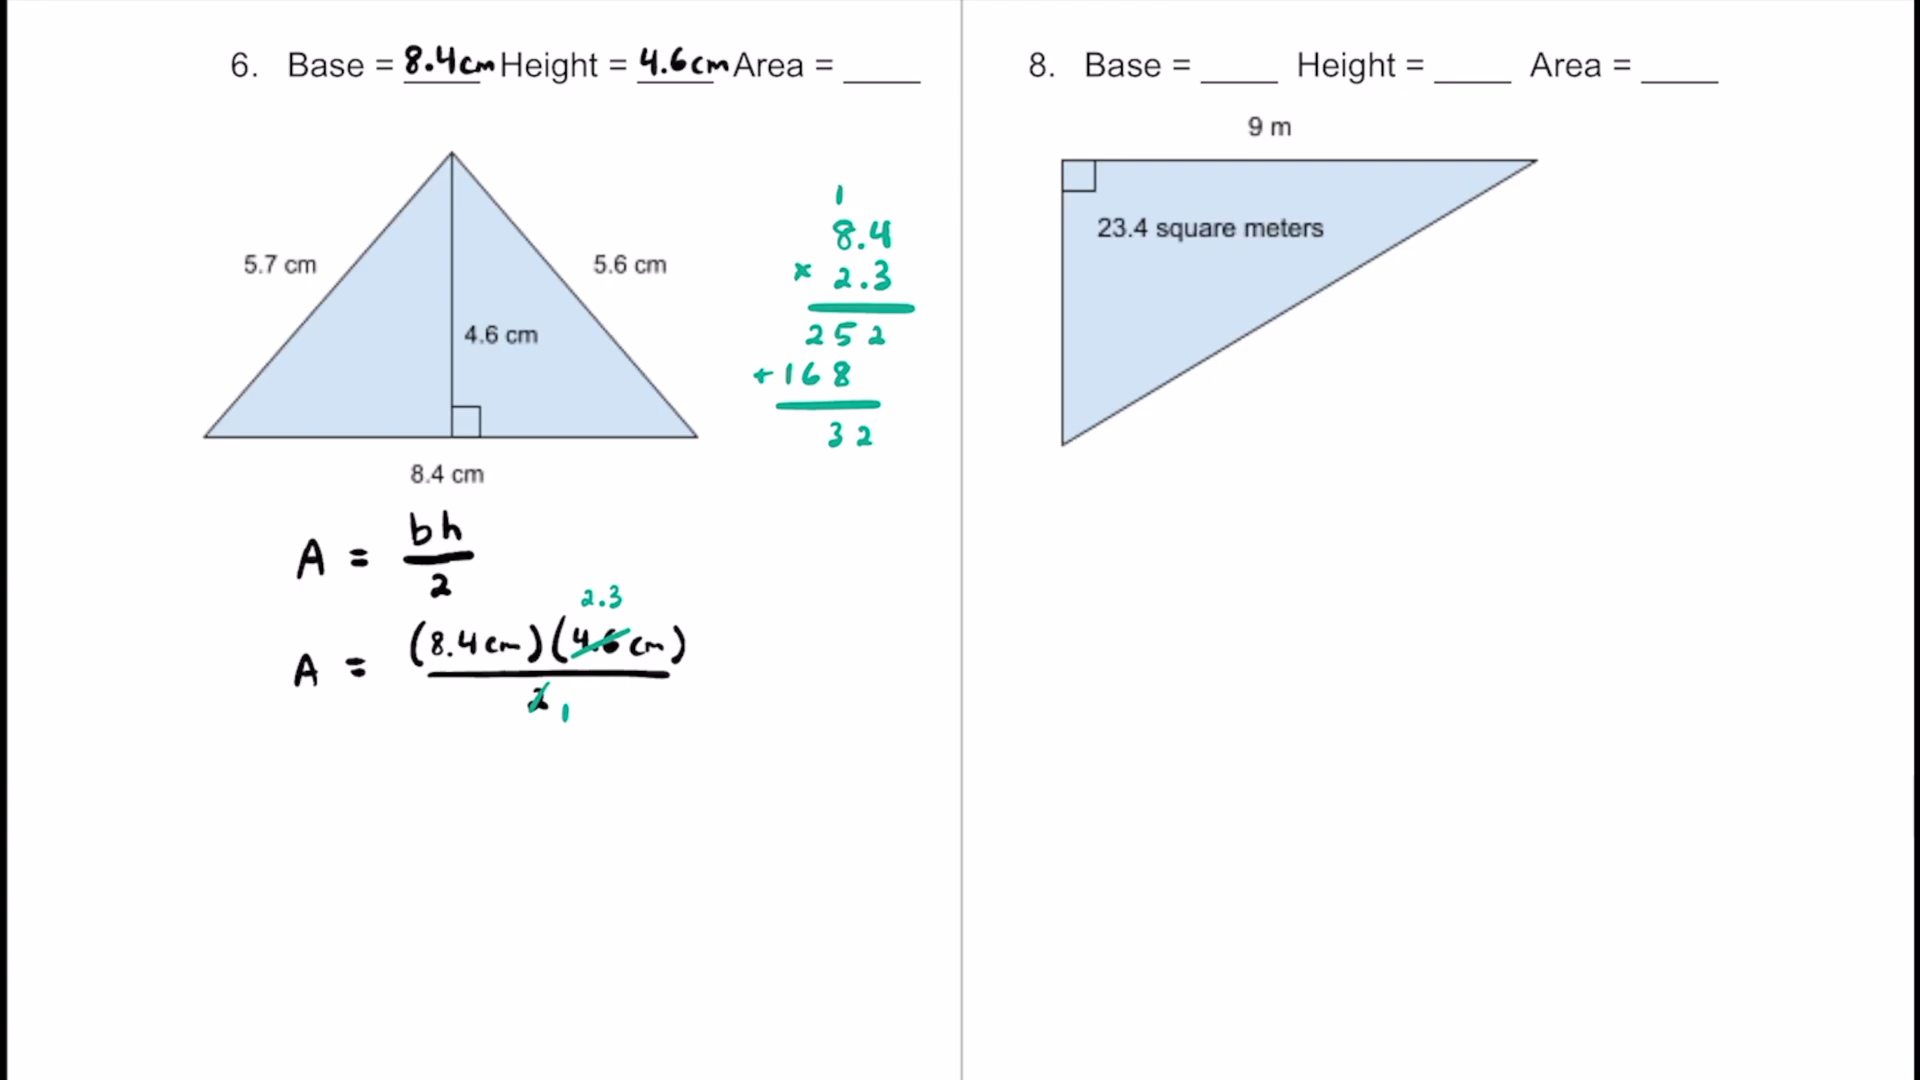 6. Base = 8.4cm Height = 4.6cm Area = ____
5.7 cm
5.6 cm
4.6 cm
8.4 cm
1
8.4
× 2.3
252
+168
32
A = bh
2
2.3
A = (8.4cm)(4.6cm)
2 1
8. Base = ____ Height = ____ Area = ____
9 m
23.4 square meters